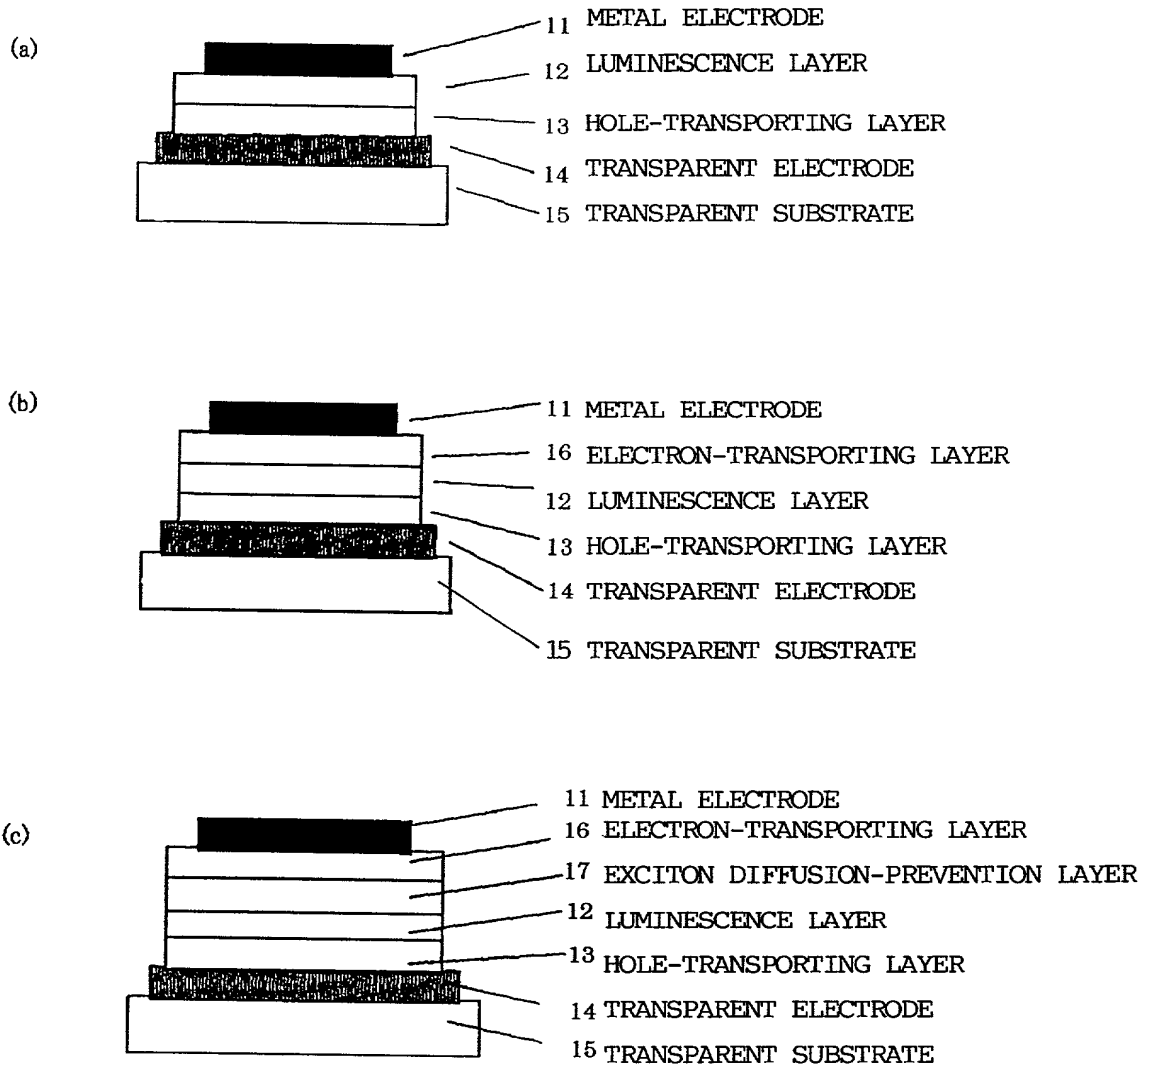 (a)
11 METAL ELECTRODE
12 LUMINESCENCE LAYER
13 HOLE-TRANSPORTING LAYER
14 TRANSPARENT ELECTRODE
15 TRANSPARENT SUBSTRATE
(b)
11 METAL ELECTRODE
16 ELECTRON-TRANSPORTING LAYER
12 LUMINESCENCE LAYER
13 HOLE-TRANSPORTING LAYER
14 TRANSPARENT ELECTRODE
15 TRANSPARENT SUBSTRATE
(c)
11 METAL ELECTRODE
16 ELECTRON-TRANSPORTING LAYER
17 EXCITON DIFFUSION-PREVENTION LAYER
12 LUMINESCENCE LAYER
13 HOLE-TRANSPORTING LAYER
14 TRANSPARENT ELECTRODE
15 TRANSPARENT SUBSTRATE